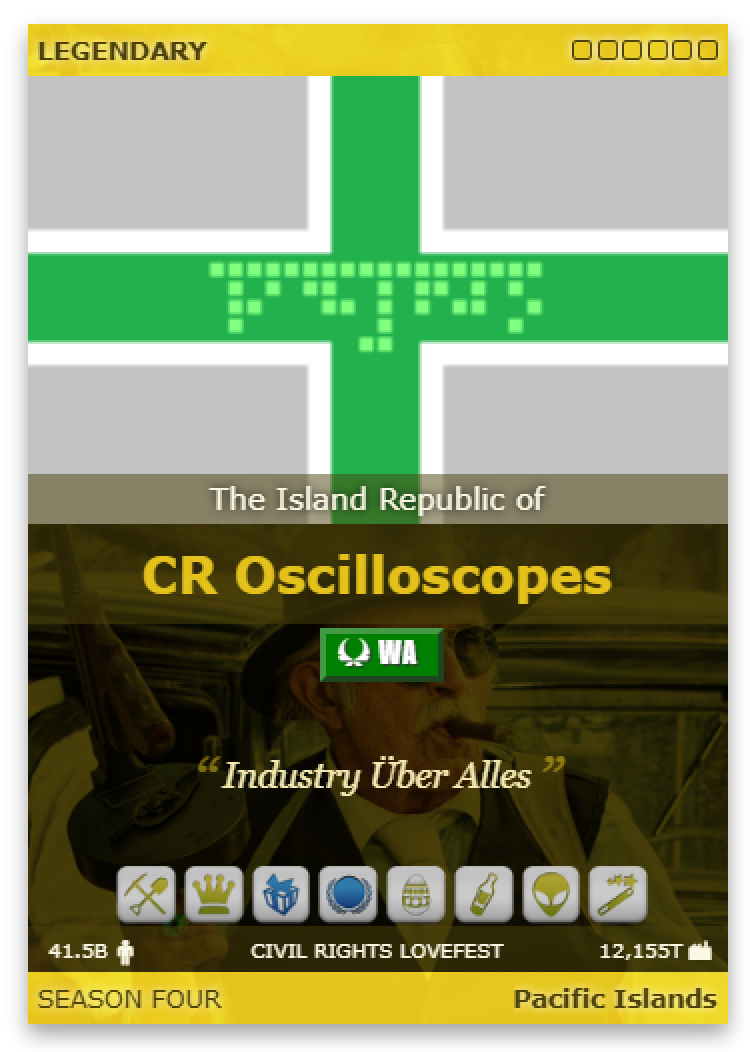 LEGENDARY
The Island Republic of
CR Oscilloscopes
WA
“Industry Über Alles ”
41.5B CIVIL RIGHTS LOVEFEST 12,155T
SEASON FOUR Pacific Islands